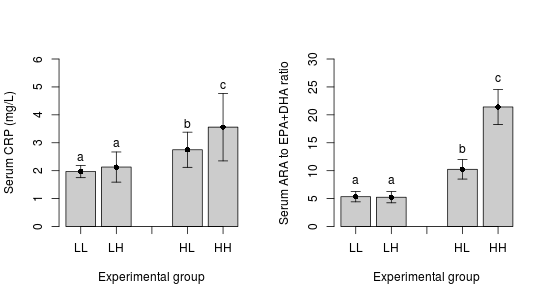 Serum CRP (mg/L)
6
5
4
3
2
1
0
a
a
b
c
LL
LH
HL
HH
Experimental group
Serum ARA to EPA+DHA ratio
30
25
20
15
10
5
0
a
a
b
c
LL
LH
HL
HH
Experimental group